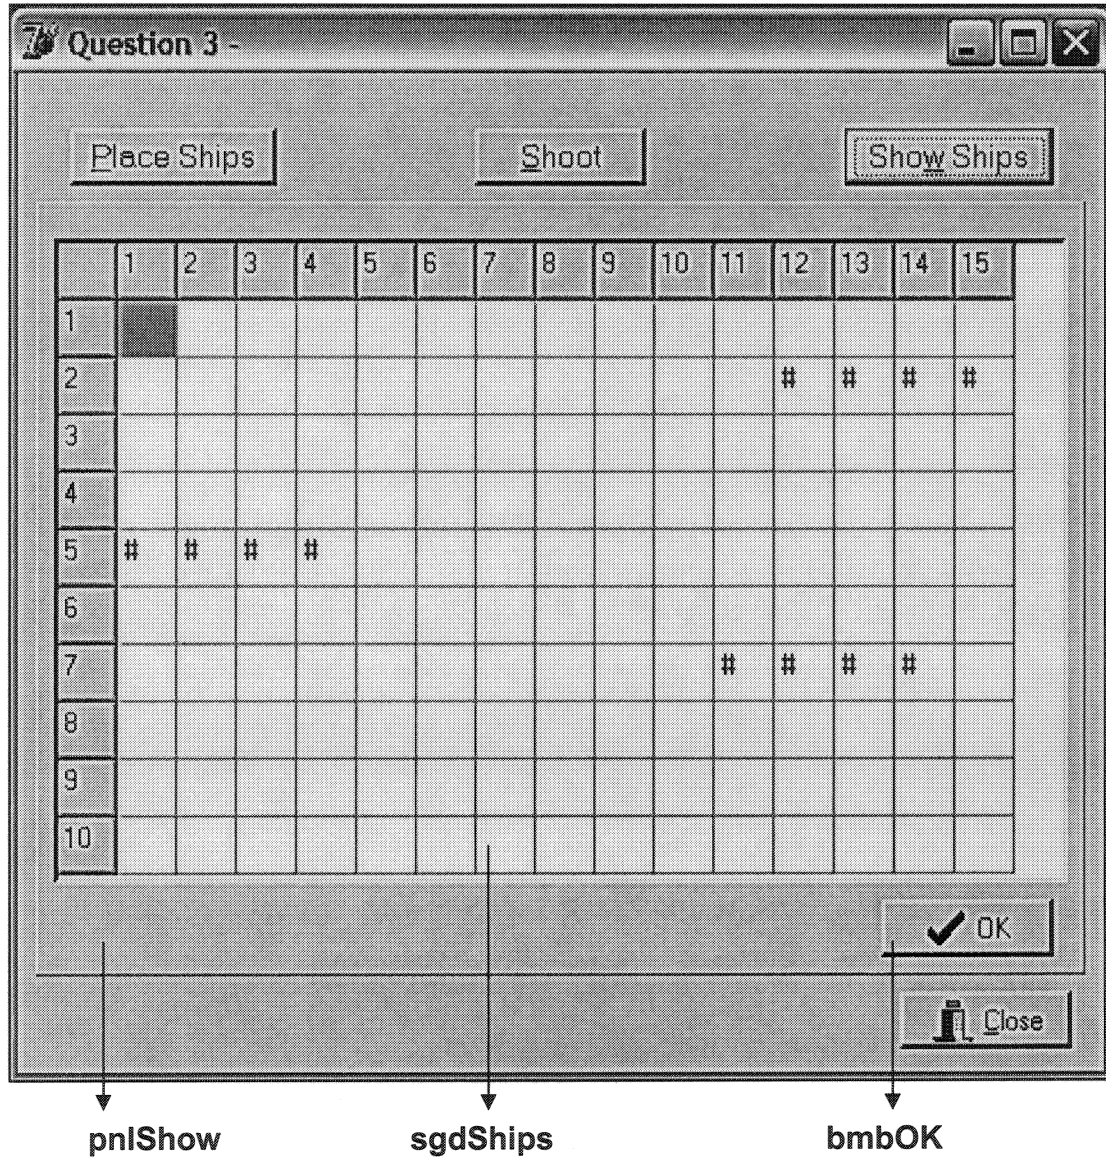 Question 3 -
Place Ships Shoot Show Ships
1 2 3 4 5 6 7 8 9 10 11 12 13 14 15
1
2 # # # #
3
4
5 # # # #
6
7 # # # #
8
9
10
OK
Close
pnlShow sgdShips bmbOK